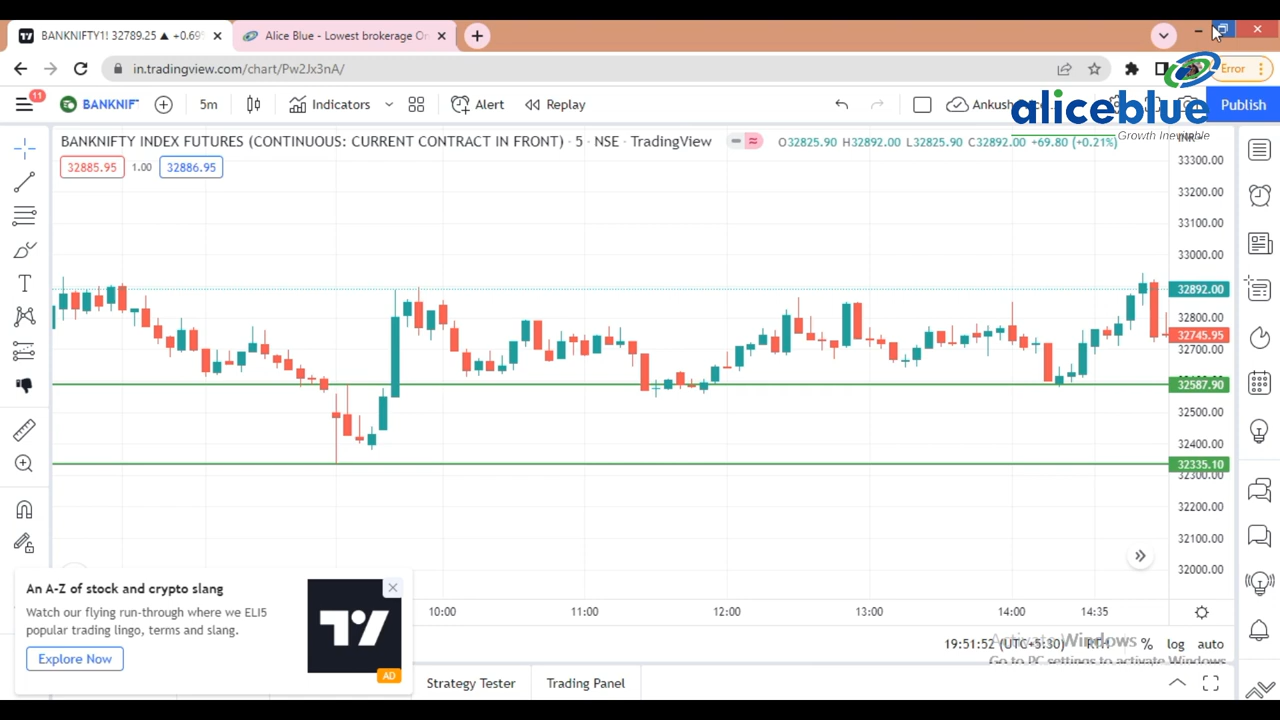 BANKNIFTY1! 32789.25 ▲ +0.69%
Alice Blue - Lowest brokerage On
in.tradingview.com/chart/Pw2Jx3nA/
Error
11
BANKNIF
5m
Indicators
Alert
Replay
Ankush
Publish
aliceblue
Growth Inevitable
BANKNIFTY INDEX FUTURES (CONTINUOUS: CURRENT CONTRACT IN FRONT) · 5 · NSE · TradingView
O32825.90 H32892.00 L32825.90 C32892.00 +69.80 (+0.21%)
INR
32885.95
1.00
32886.95
33300.00
33200.00
33100.00
33000.00
32892.00
32800.00
32745.95
32700.00
32587.90
32500.00
32400.00
32335.10
32300.00
32200.00
32100.00
32000.00
An A-Z of stock and crypto slang
Watch our flying run-through where we ELI5
popular trading lingo, terms and slang.
Explore Now
AD
10:00
11:00
12:00
13:00
14:00
14:35
19:51:52 (UTC+5:30)
RTH
%
log
auto
Activate Windows
Go to PC settings to activate Windows.
Strategy Tester
Trading Panel